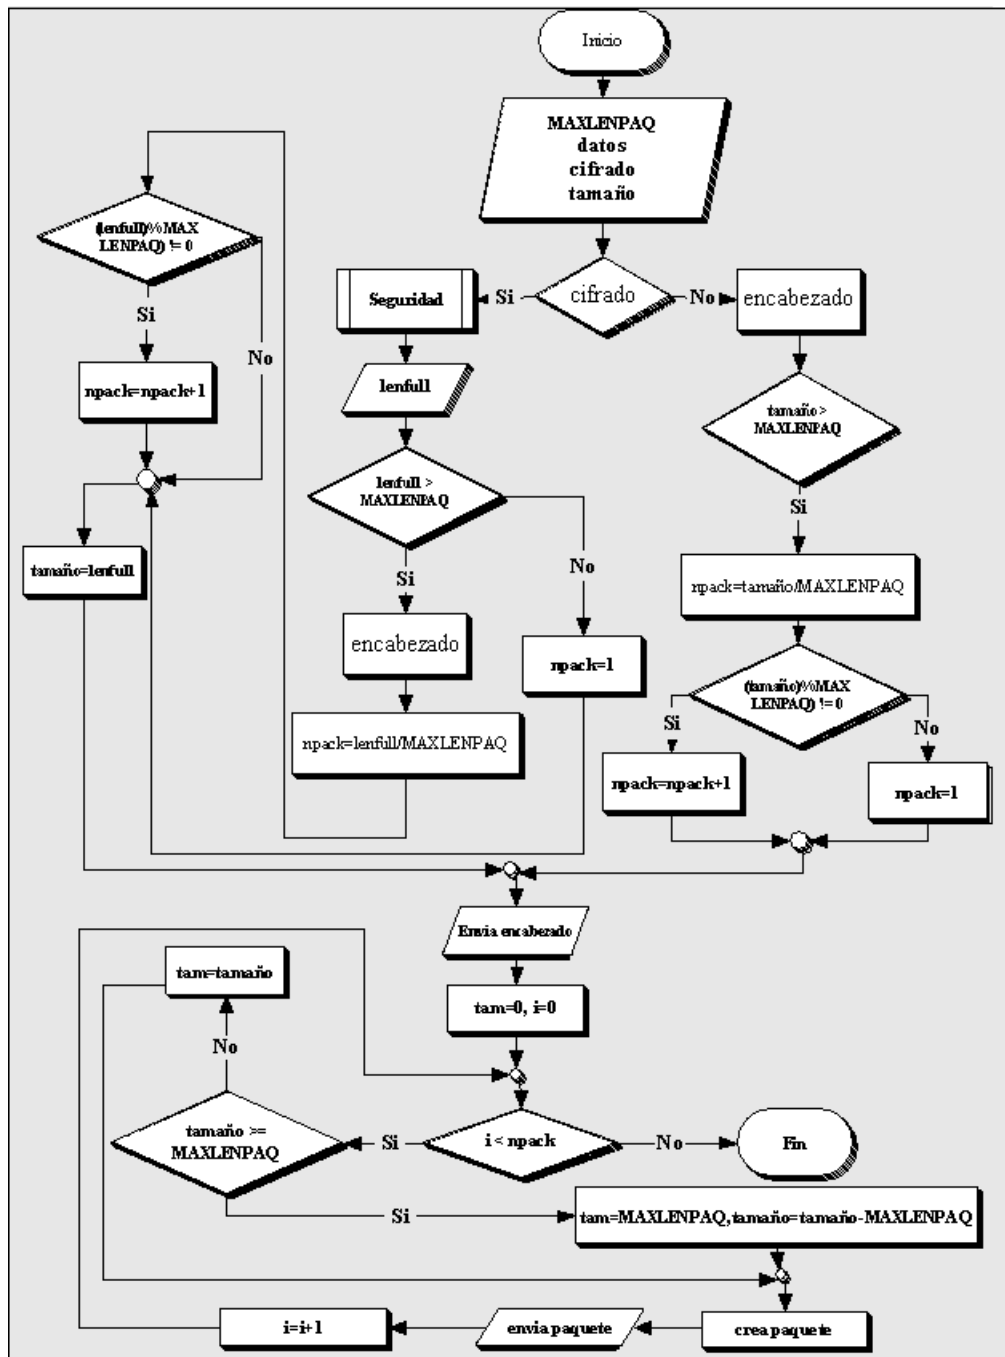 Inicio
MAXLENPAQ
datos
cifrado
tamaño
(lenfull)%MAX
LENPAQ) != 0
Seguridad
Si
cifrado
No
encabezado
Si
No
lenfull
npack=npack+1
tamaño >
MAXLENPAQ
lenfull >
MAXLENPAQ
Si
tamaño=lenfull
No
Si
npack=tamaño/MAXLENPAQ
encabezado
npack=1
(tamaño)%MAX
LENPAQ) != 0
Si
No
npack=lenfull/MAXLENPAQ
npack=npack+1
npack=1
Envia encabezado
tam=tamaño
tam=0, i=0
No
tamaño >=
MAXLENPAQ
Si
i < npack
No
Fin
Si
tam=MAXLENPAQ,tamaño=tamaño-MAXLENPAQ
i=i+1
envia paquete
crea paquete